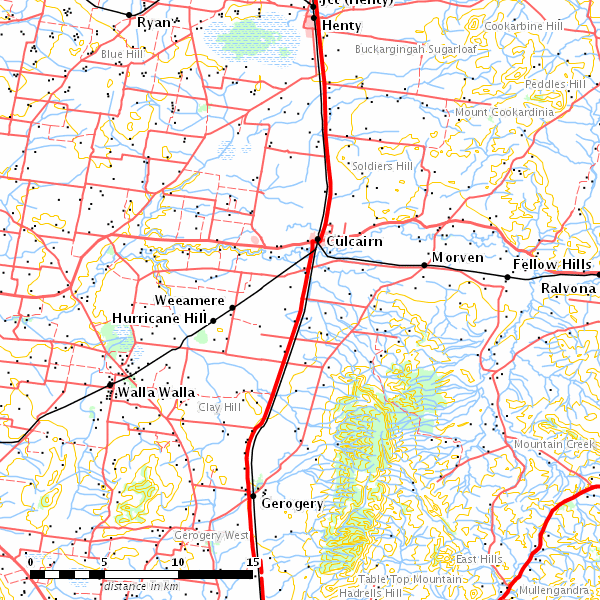 Jct (Henty)
Ryan
Henty
Cookarbine Hill
Blue Hill
Buckargingah Sugarloaf
Peddles Hill
Mount Cookardinia
Soldiers Hill
Culcairn
Morven
Fellow Hills
Ralvona
Weeamere
Hurricane Hill
Walla Walla
Clay Hill
Mountain Creek
Gerogery
Gerogery West
East Hills
Table Top Mountain
Hadrells Hill
Mullengandra
0 5 10 15
distance in km